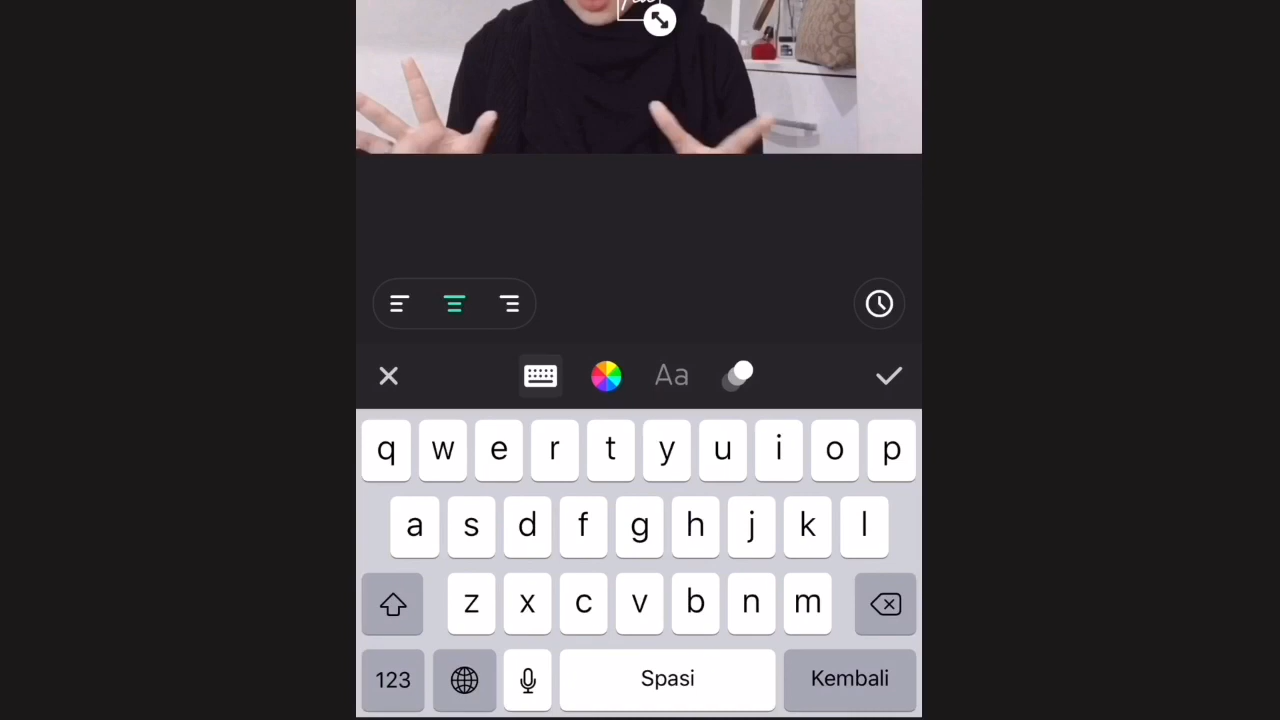 Aa
q w e r t y u i o p
a s d f g h j k l
z x c v b n m
123 Spasi Kembali